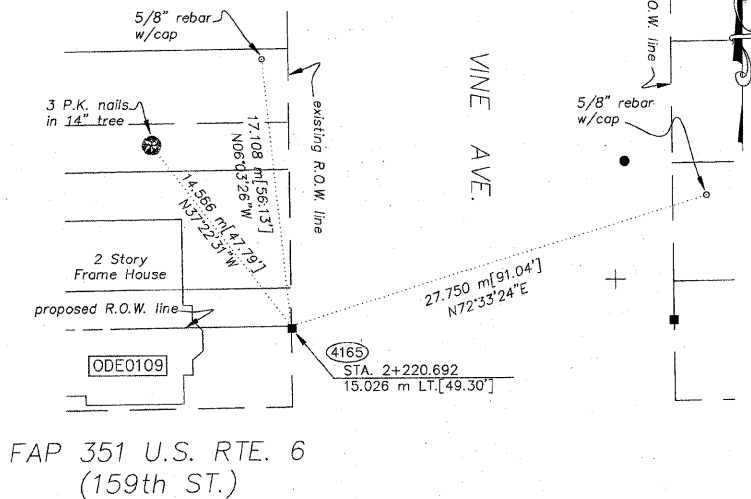 5/8" rebar
w/cap
3 P.K. nails
in 14" tree
17.108 m[56.13']
N06°03'26"W
existing R.O.W. line
14.566 m[47.79']
N37°22'31"W
VINE AVE.
R.O.W. line
5/8" rebar
w/cap
2 Story
Frame House
proposed R.O.W. line
27.750 m[91.04']
N72°33'24"E
ODE0109
4165
STA. 2+220.692
15.026 m LT.[49.30']
FAP 351 U.S. RTE. 6
(159th ST.)